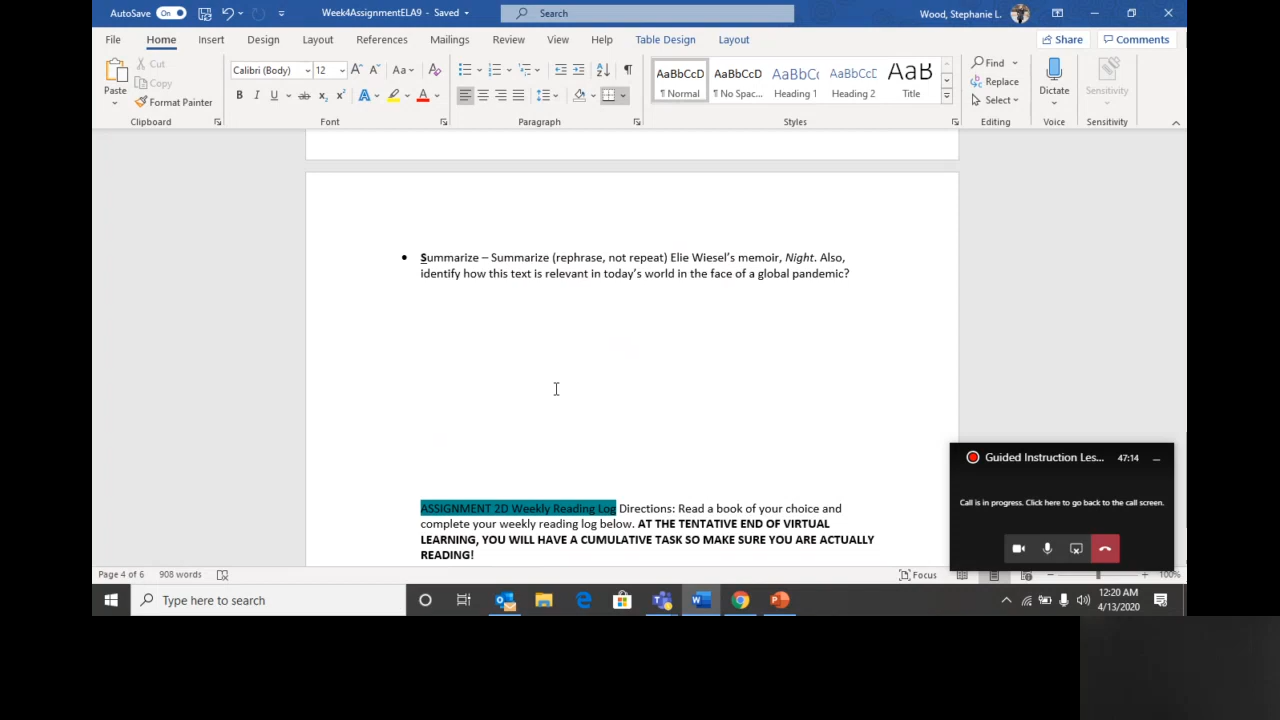 AutoSave On Week4AssignmentELA9 - Saved Search Wood, Stephanie L.
File Home Insert Design Layout References Mailings Review View Help Table Design Layout Share Comments
Cut
Copy
Format Painter
Paste
Calibri (Body) 12
AaBbCcD AaBbCcD AaBbCc AaBbCcD AaB
¶ Normal ¶ No Spac... Heading 1 Heading 2 Title
Find
Replace
Select
Dictate
Sensitivity
Clipboard Font Paragraph Styles Editing Voice Sensitivity
• Summarize – Summarize (rephrase, not repeat) Elie Wiesel's memoir, Night. Also,
identify how this text is relevant in today's world in the face of a global pandemic?
ASSIGNMENT 2D Weekly Reading Log Directions: Read a book of your choice and
complete your weekly reading log below. AT THE TENTATIVE END OF VIRTUAL
LEARNING, YOU WILL HAVE A CUMULATIVE TASK SO MAKE SURE YOU ARE ACTUALLY
READING!
Guided Instruction Les... 47:14
Call is in progress. Click here to go back to the call screen.
Page 4 of 6 908 words Focus 100%
Type here to search
12:20 AM
4/13/2020